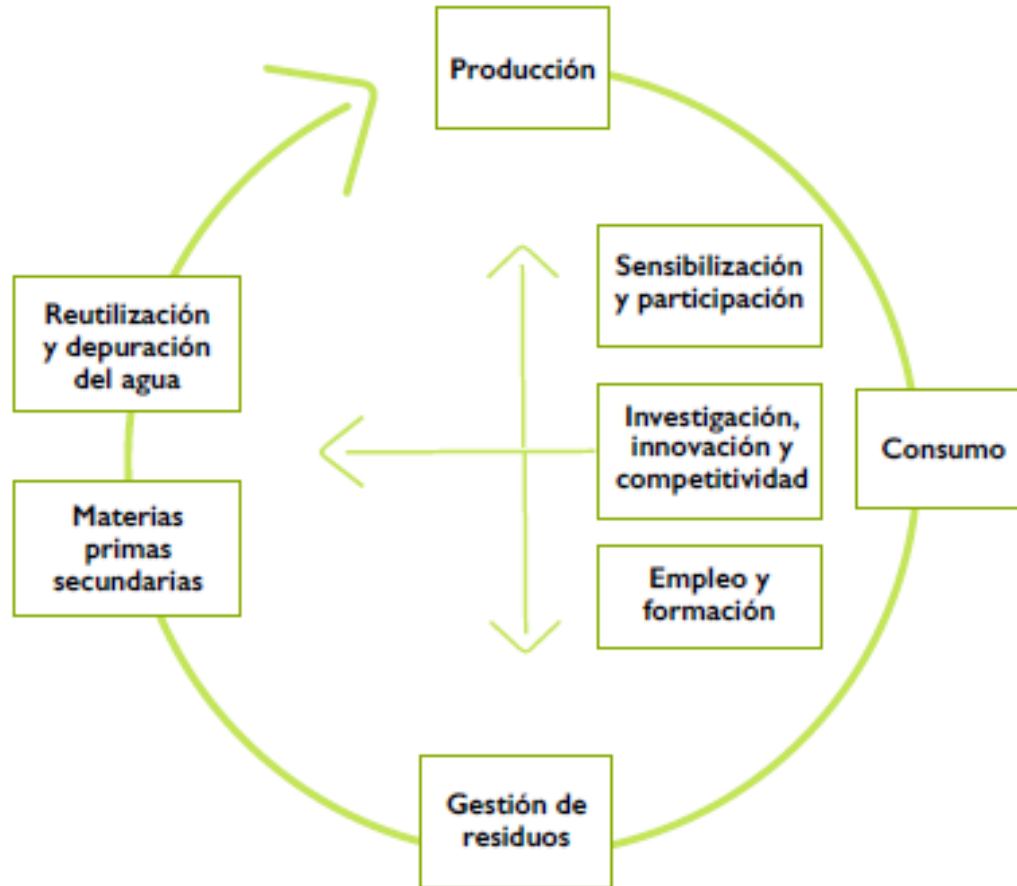 Producción
Sensibilización
y participación
Reutilización
y depuración
del agua
Investigación,
innovación y
competitividad
Consumo
Materias
primas
secundarias
Empleo y
formación
Gestión de
residuos